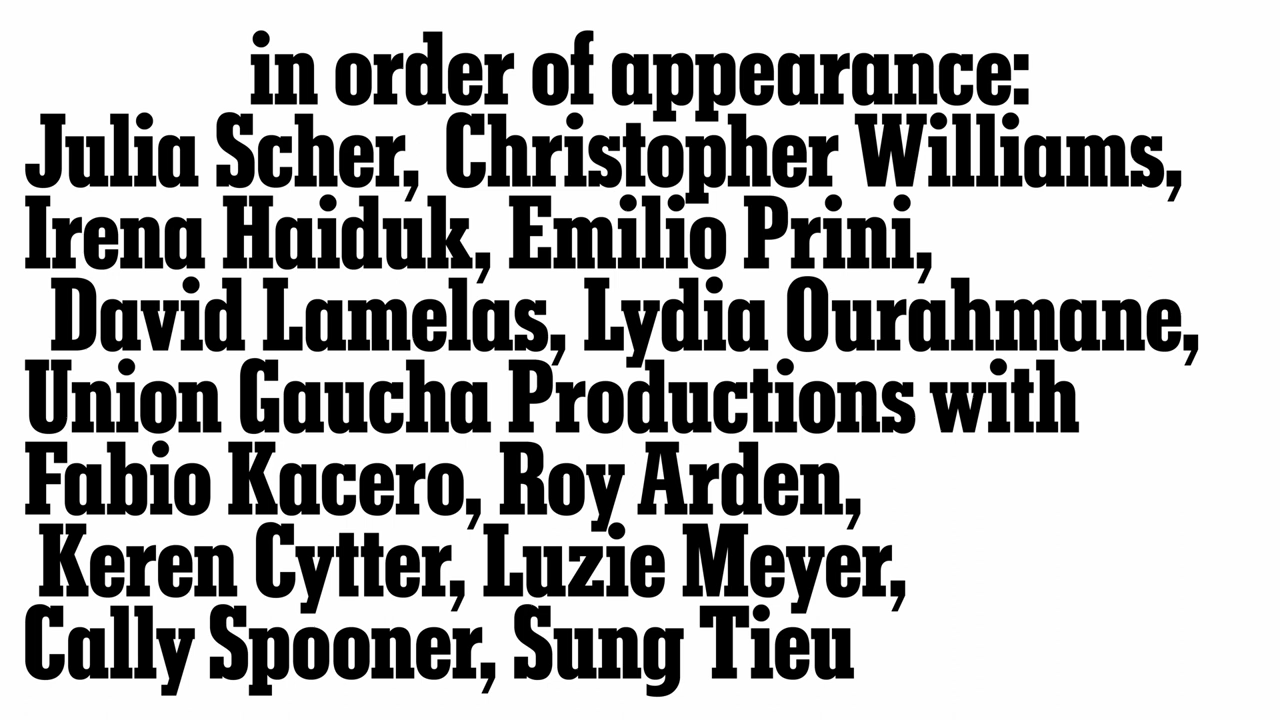 in order of appearance:
Julia Scher, Christopher Williams,
Irena Haiduk, Emilio Prini,
David Lamelas, Lydia Ourahmane,
Union Gaucha Productions with
Fabio Kacero, Roy Arden,
Keren Cytter, Luzie Meyer,
Cally Spooner, Sung Tieu